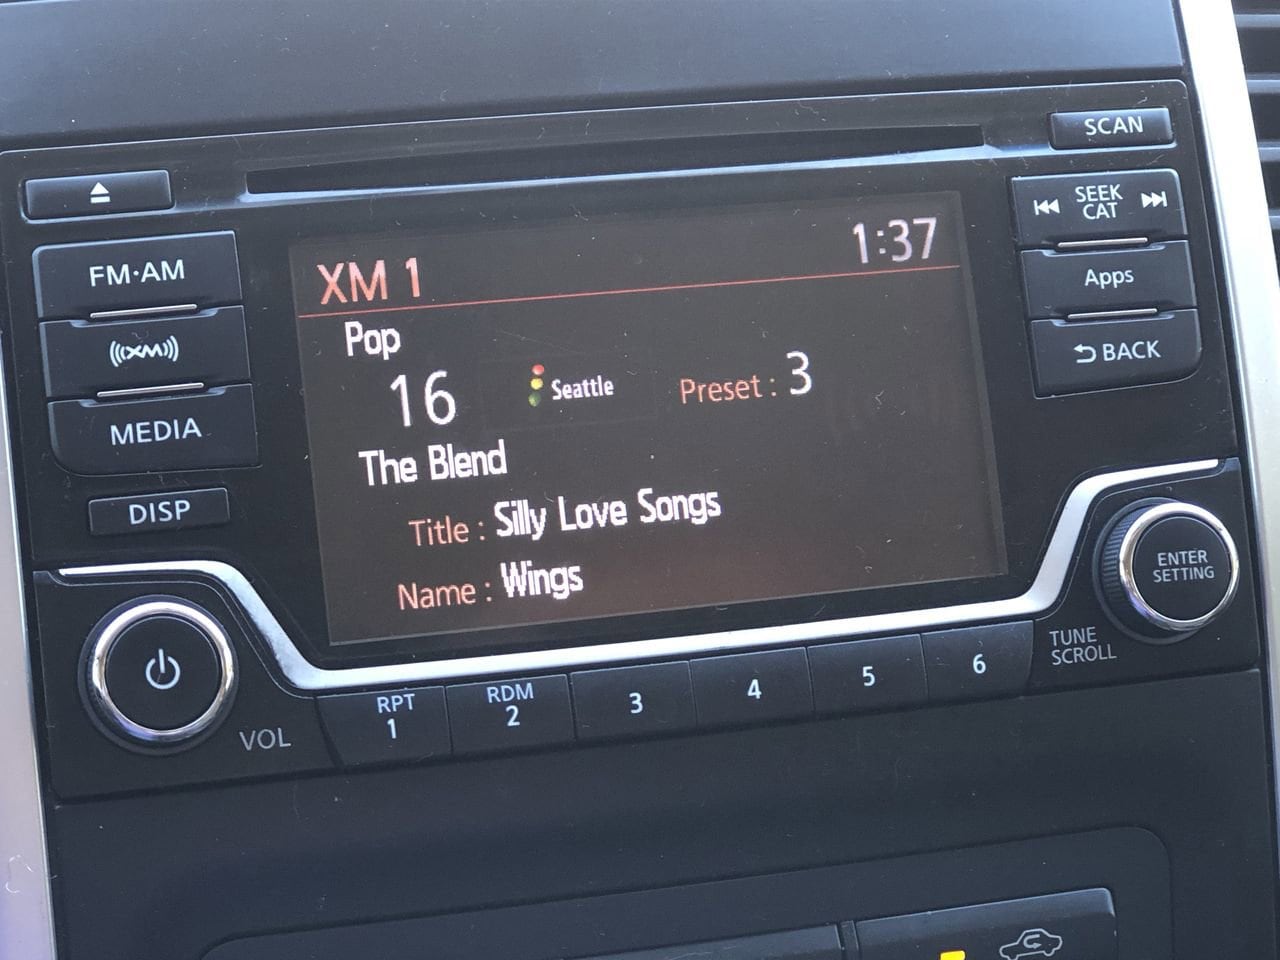 SCAN
SEEK
CAT
FM·AM
XM 1 1:37
Pop
Apps
((XM))
16 Seattle Preset : 3
BACK
MEDIA
The Blend
DISP
Title : Silly Love Songs
Name : Wings
ENTER
SETTING
TUNE
SCROLL
VOL
RPT
1
RDM
2
3
4
5
6